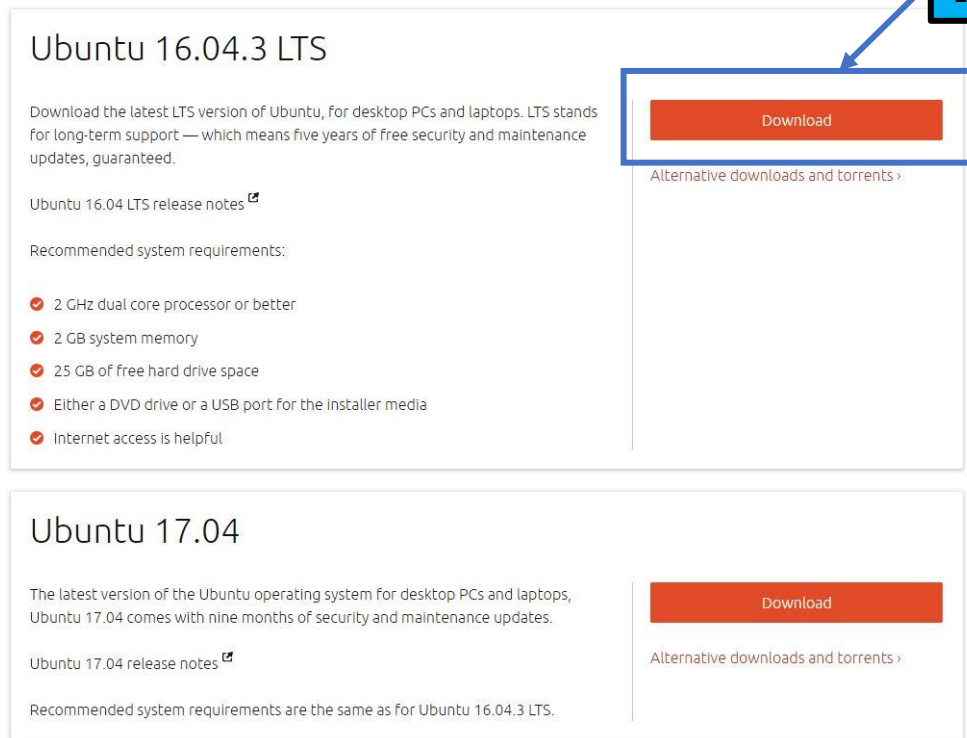 Ubuntu 16.04.3 LTS
Download the latest LTS version of Ubuntu, for desktop PCs and laptops. LTS stands
for long-term support — which means five years of free security and maintenance
updates, guaranteed.
Download
Alternative downloads and torrents ›
Ubuntu 16.04 LTS release notes
Recommended system requirements:
2 GHz dual core processor or better
2 GB system memory
25 GB of free hard drive space
Either a DVD drive or a USB port for the installer media
Internet access is helpful
Ubuntu 17.04
The latest version of the Ubuntu operating system for desktop PCs and laptops,
Ubuntu 17.04 comes with nine months of security and maintenance updates.
Download
Alternative downloads and torrents ›
Ubuntu 17.04 release notes
Recommended system requirements are the same as for Ubuntu 16.04.3 LTS.